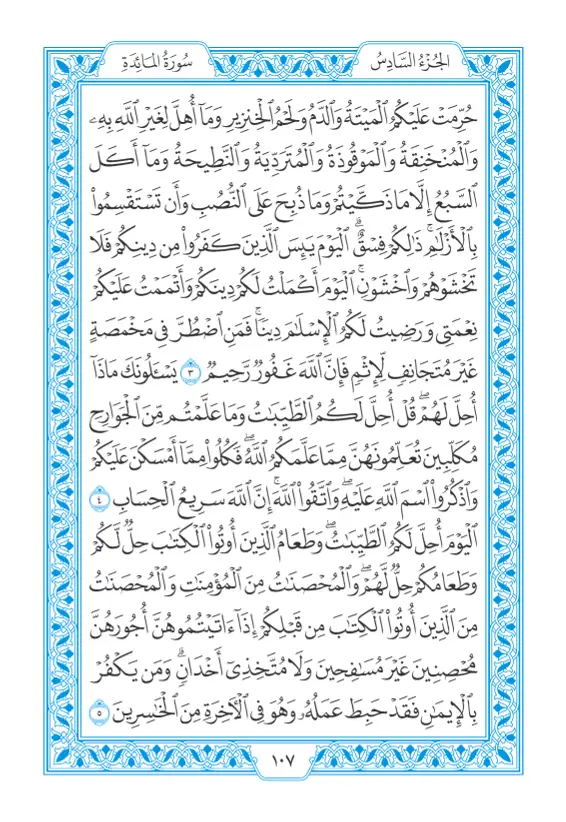 الجُزْءُ السَّادِسُ
سُورَةُ المَائِدَةِ
حُرِّمَتْ عَلَيْكُمُ ٱلْمَيْتَةُ وَٱلدَّمُ وَلَحْمُ ٱلْخِنزِيرِ وَمَآ أُهِلَّ لِغَيْرِ ٱللَّهِ بِهِۦ
وَٱلْمُنْخَنِقَةُ وَٱلْمَوْقُوذَةُ وَٱلْمُتَرَدِّيَةُ وَٱلنَّطِيحَةُ وَمَآ أَكَلَ
ٱلسَّبُعُ إِلَّا مَا ذَكَّيْتُمْ وَمَا ذُبِحَ عَلَى ٱلنُّصُبِ وَأَن تَسْتَقْسِمُوا۟
بِٱلْأَزْلَٰمِ ۚ ذَٰلِكُمْ فِسْقٌ ۗ ٱلْيَوْمَ يَئِسَ ٱلَّذِينَ كَفَرُوا۟ مِن دِينِكُمْ فَلَا
تَخْشَوْهُمْ وَٱخْشَوْنِ ۚ ٱلْيَوْمَ أَكْمَلْتُ لَكُمْ دِينَكُمْ وَأَتْمَمْتُ عَلَيْكُمْ
نِعْمَتِى وَرَضِيتُ لَكُمُ ٱلْإِسْلَٰمَ دِينًا ۚ فَمَنِ ٱضْطُرَّ فِى مَخْمَصَةٍ
غَيْرَ مُتَجَانِفٍ لِّإِثْمٍ ۙ فَإِنَّ ٱللَّهَ غَفُورٌ رَّحِيمٌ ٣ يَسْـَٔلُونَكَ مَاذَآ
أُحِلَّ لَهُمْ ۖ قُلْ أُحِلَّ لَكُمُ ٱلطَّيِّبَٰتُ وَمَا عَلَّمْتُم مِّنَ ٱلْجَوَارِحِ
مُكَلِّبِينَ تُعَلِّمُونَهُنَّ مِمَّا عَلَّمَكُمُ ٱللَّهُ ۖ فَكُلُوا۟ مِمَّآ أَمْسَكْنَ عَلَيْكُمْ
وَٱذْكُرُوا۟ ٱسْمَ ٱللَّهِ عَلَيْهِ ۖ وَٱتَّقُوا۟ ٱللَّهَ ۚ إِنَّ ٱللَّهَ سَرِيعُ ٱلْحِسَابِ ٤
ٱلْيَوْمَ أُحِلَّ لَكُمُ ٱلطَّيِّبَٰتُ ۖ وَطَعَامُ ٱلَّذِينَ أُوتُوا۟ ٱلْكِتَٰبَ حِلٌّ لَّكُمْ
وَطَعَامُكُمْ حِلٌّ لَّهُمْ ۖ وَٱلْمُحْصَنَٰتُ مِنَ ٱلْمُؤْمِنَٰتِ وَٱلْمُحْصَنَٰتُ
مِنَ ٱلَّذِينَ أُوتُوا۟ ٱلْكِتَٰبَ مِن قَبْلِكُمْ إِذَآ ءَاتَيْتُمُوهُنَّ أُجُورَهُنَّ
مُحْصِنِينَ غَيْرَ مُسَٰفِحِينَ وَلَا مُتَّخِذِىٓ أَخْدَانٍ ۗ وَمَن يَكْفُرْ
بِٱلْإِيمَٰنِ فَقَدْ حَبِطَ عَمَلُهُۥ وَهُوَ فِى ٱلْءَاخِرَةِ مِنَ ٱلْخَٰسِرِينَ ٥
١٠٧